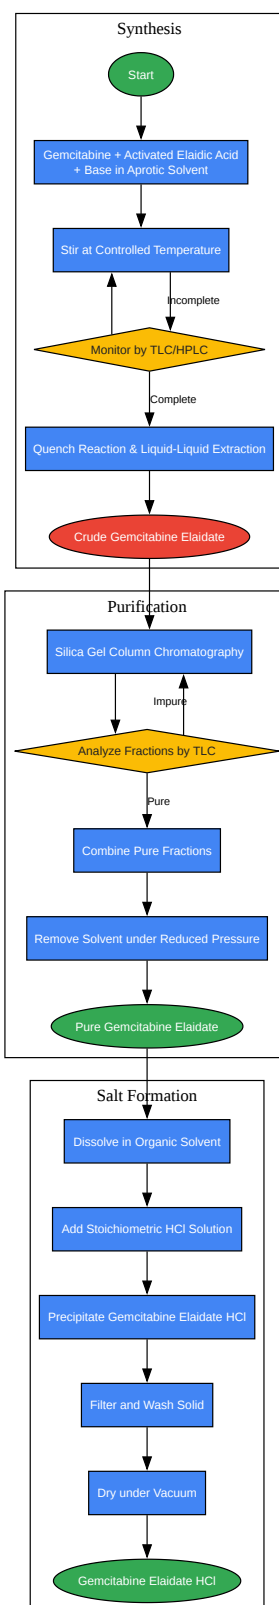 Synthesis
Start
Gemcitabine + Activated Elaidic Acid
+ Base in Aprotic Solvent
Stir at Controlled Temperature
Incomplete
Monitor by TLC/HPLC
Complete
Quench Reaction & Liquid-Liquid Extraction
Crude Gemcitabine Elaidate
Purification
Silica Gel Column Chromatography
Impure
Analyze Fractions by TLC
Pure
Combine Pure Fractions
Remove Solvent under Reduced Pressure
Pure Gemcitabine Elaidate
Salt Formation
Dissolve in Organic Solvent
Add Stoichiometric HCl Solution
Precipitate Gemcitabine Elaidate HCl
Filter and Wash Solid
Dry under Vacuum
Gemcitabine Elaidate HCl